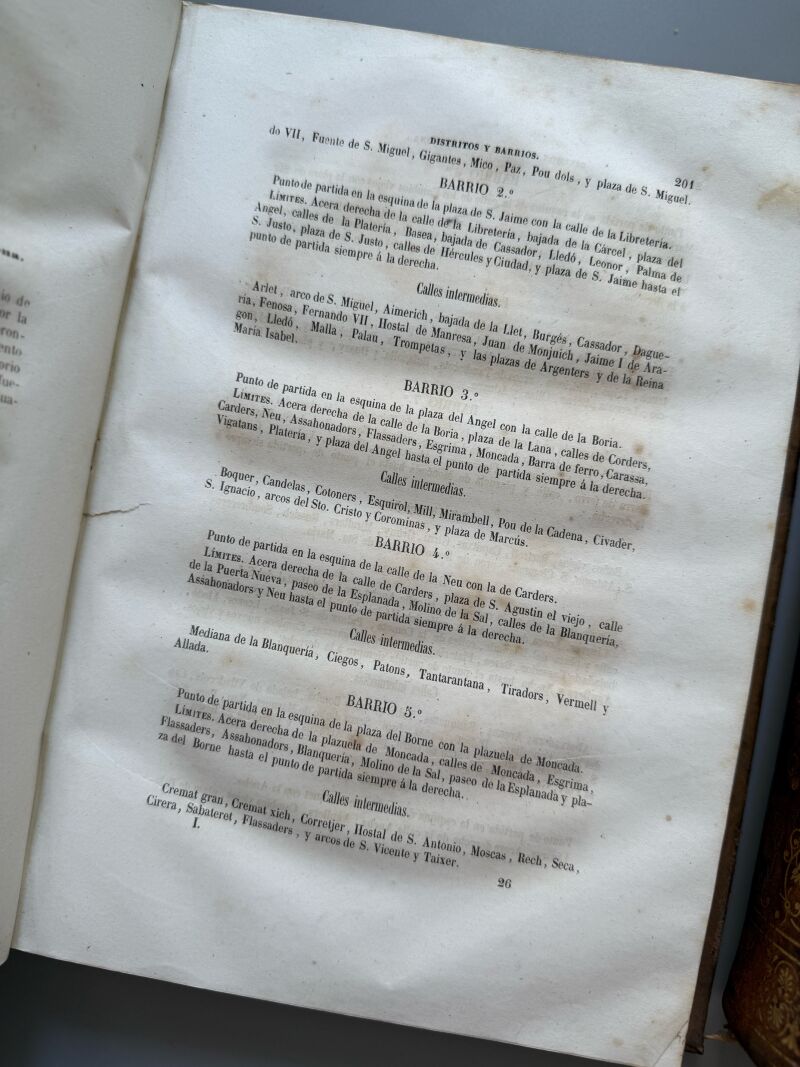 na.
io de
or la
ron-
ento
orio
fue-
ua-
DISTRITOS Y BARRIOS.
201
do VII, Fuente de S. Miguel, Gigantes, Mico, Paz, Pou dols, y plaza de S. Miguel.
BARRIO 2.º
Punto de partida en la esquina de la plaza de S. Jaime con la calle de la Libretería.
LÍMITES. Acera derecha de la calle de la Libretería, bajada de la Cárcel, plaza del
Angel, calles de la Platería, Basea, bajada de Cassador, Lledó, Leonor, Palma de
S. Justo, plaza de S. Justo, calles de Hércules y Ciudad, y plaza de S. Jaime hasta el
punto de partida siempre á la derecha.
Calles intermedias.
Arlet, arco de S. Miguel, Aimerich, bajada de la Llet, Burgés, Cassador, Dague-
ría, Fenosa, Fernando VII, Hostal de Manresa, Juan de Monjuich, Jaime I de Ara-
gon, Lledó, Malla, Palau, Trompetas, y las plazas de Argenters y de la Reina
María Isabel.
BARRIO 3.º
Punto de partida en la esquina de la plaza del Angel con la calle de la Boria.
LÍMITES. Acera derecha de la calle de la Boria, plaza de la Lana, calles de Corders,
Carders, Neu, Assahonadors, Flassaders, Esgrima, Moncada, Barra de ferro, Carassa,
Vigatans, Platería, y plaza del Angel hasta el punto de partida siempre á la derecha.
Calles intermedias.
Boquer, Candelas, Cotoners, Esquirol, Mill, Mirambell, Pou de la Cadena, Civader,
S. Ignacio, arcos del Sto. Cristo y Corominas, y plaza de Marcús.
BARRIO 4.º
Punto de partida en la esquina de la calle de la Neu con la de Carders.
LÍMITES. Acera derecha de la calle de Carders, plaza de S. Agustin el viejo, calle
de la Puerta Nueva, paseo de la Esplanada, Molino de la Sal, calles de la Blanquería,
Assahonadors y Neu hasta el punto de partida siempre á la derecha.
Calles intermedias.
Mediana de la Blanquería, Ciegos, Patons, Tantarantana, Tiradors, Vermell y
Allada.
BARRIO 5.º
Punto de partida en la esquina de la plaza del Borne con la plazuela de Moncada.
LÍMITES. Acera derecha de la plazuela de Moncada, calles de Moncada, Esgrima,
Flassaders, Assahonadors, Blanquería, Molino de la Sal, paseo de la Esplanada y pla-
za del Borne hasta el punto de partida siempre á la derecha.
Calles intermedias.
Cremat gran, Cremat xich, Corretjer, Hostal de S. Antonio, Moscas, Rech, Seca,
Cirera, Sabateret, Flassaders, y arcos de S. Vicente y Taixer.
I.
26